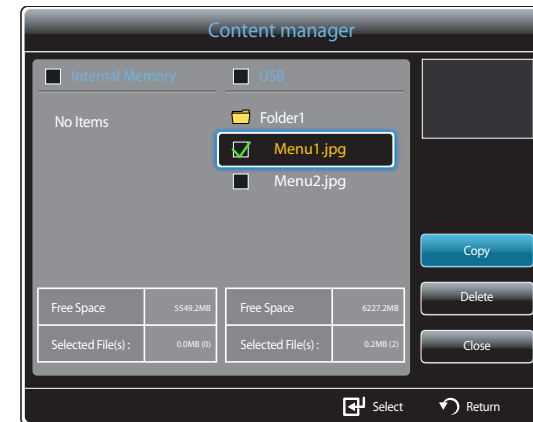 Content manager
Internal Memory
USB
No Items
Folder1
Menu1.jpg
Menu2.jpg
Copy
Delete
Close
Free Space 5549.2MB
Selected File(s) : 0.0MB (0)
Free Space 6227.2MB
Selected File(s) : 0.2MB (2)
Select Return